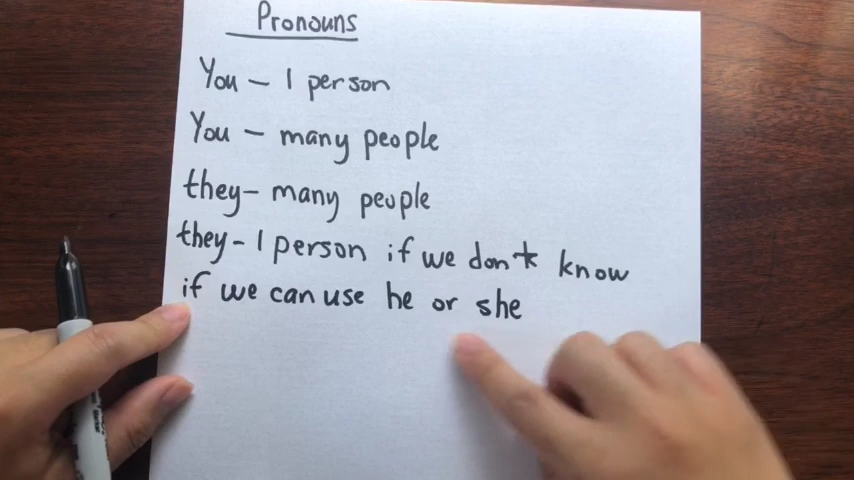 Pronouns
You - 1 person
You - many people
they- many people
they- 1 person if we don't know
if we can use he or she